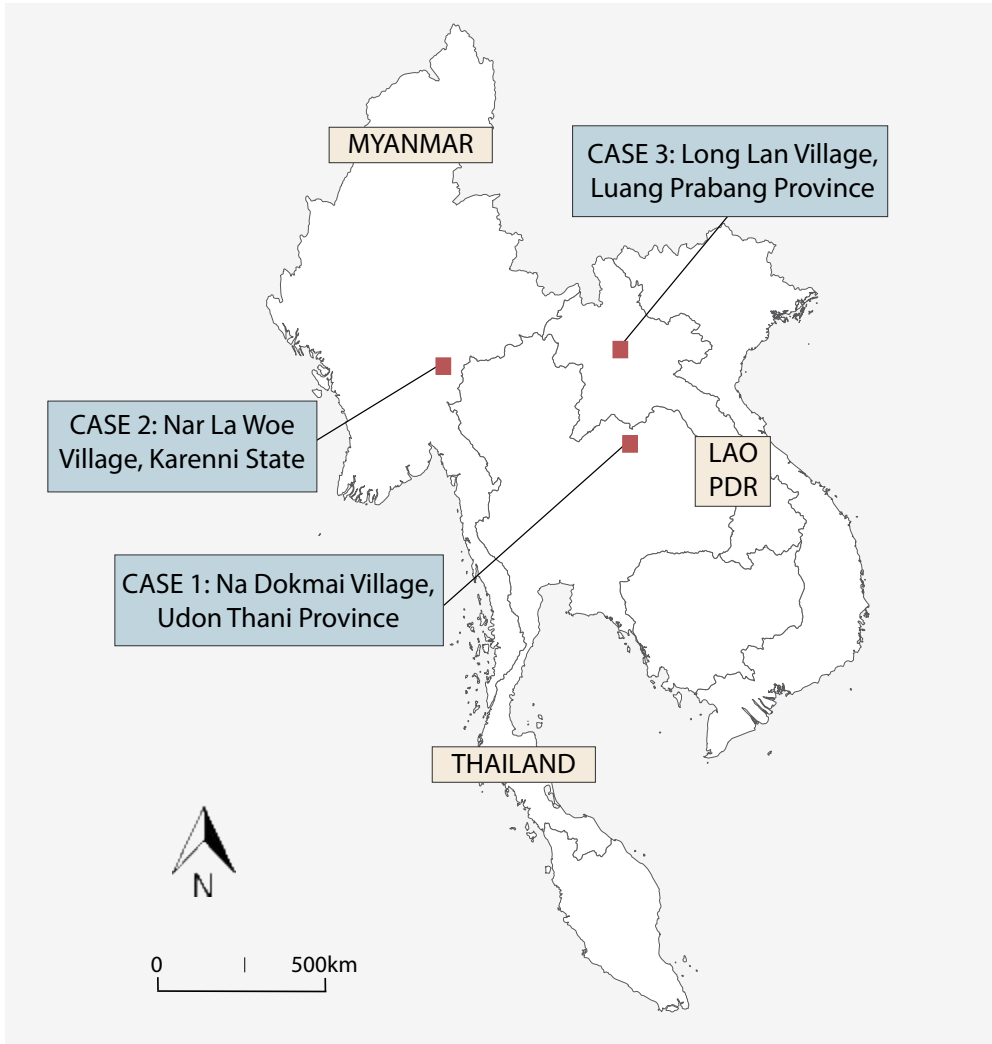 MYANMAR
CASE 3: Long Lan Village,
Luang Prabang Province
CASE 2: Nar La Woe
Village, Karenni State
LAO
PDR
CASE 1: Na Dokmai Village,
Udon Thani Province
THAILAND
N
0 500km